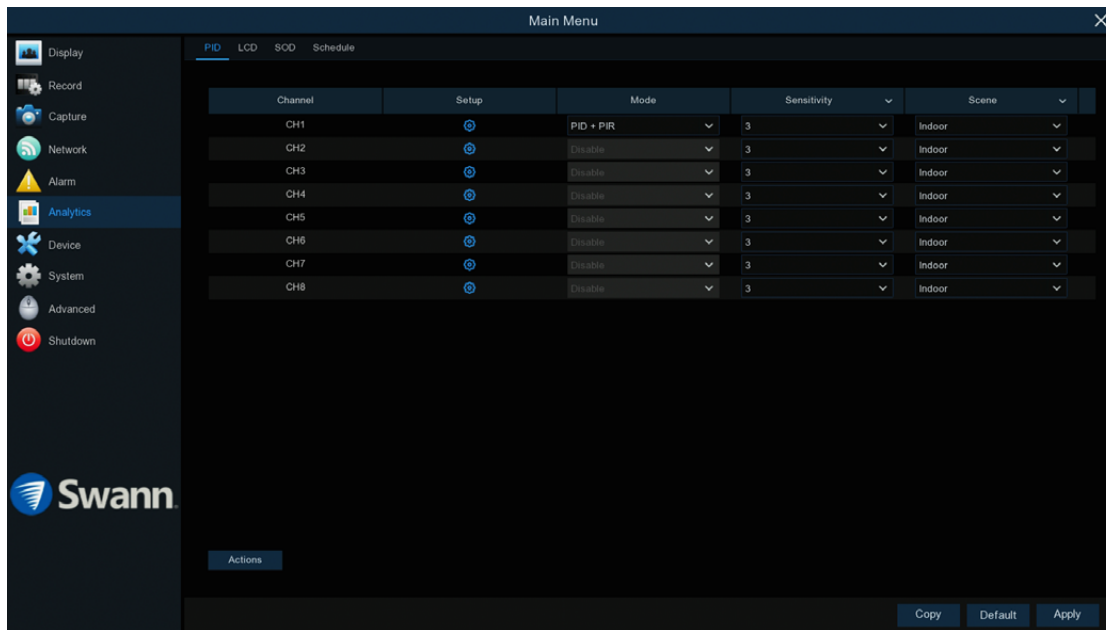 Main Menu
Display
Record
Capture
Network
Alarm
Analytics
Device
System
Advanced
Shutdown
Swann
PID LCD SOD Schedule
Channel Setup Mode Sensitivity Scene
CH1 PID + PIR 3 Indoor
CH2 Disable 3 Indoor
CH3 Disable 3 Indoor
CH4 Disable 3 Indoor
CH5 Disable 3 Indoor
CH6 Disable 3 Indoor
CH7 Disable 3 Indoor
CH8 Disable 3 Indoor
Actions
Copy Default Apply